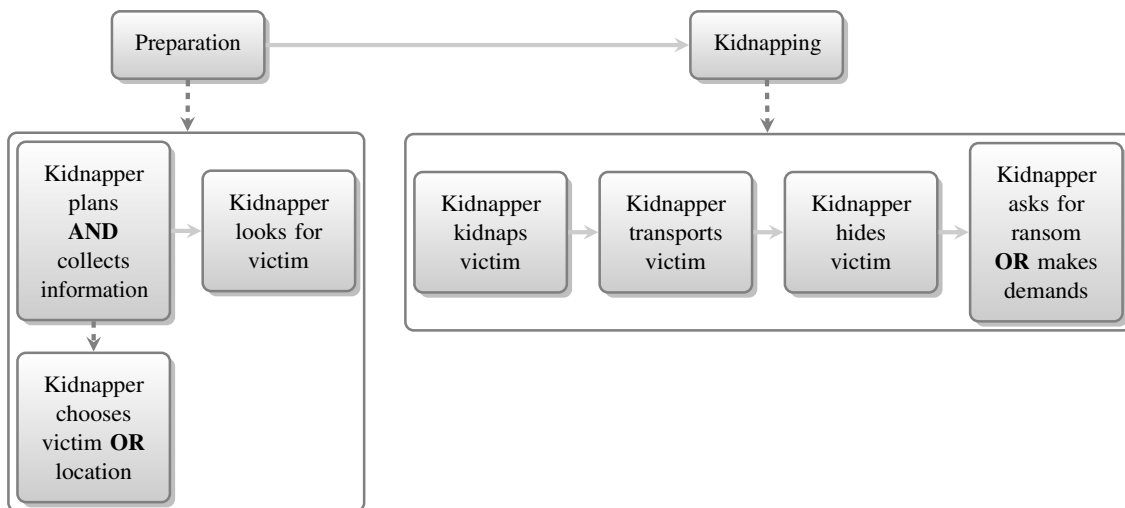 Preparation
Kidnapping
Kidnapper
plans
AND
collects
information
Kidnapper
looks for
victim
Kidnapper
chooses
victim OR
location
Kidnapper
kidnaps
victim
Kidnapper
transports
victim
Kidnapper
hides
victim
Kidnapper
asks for
ransom
OR makes
demands